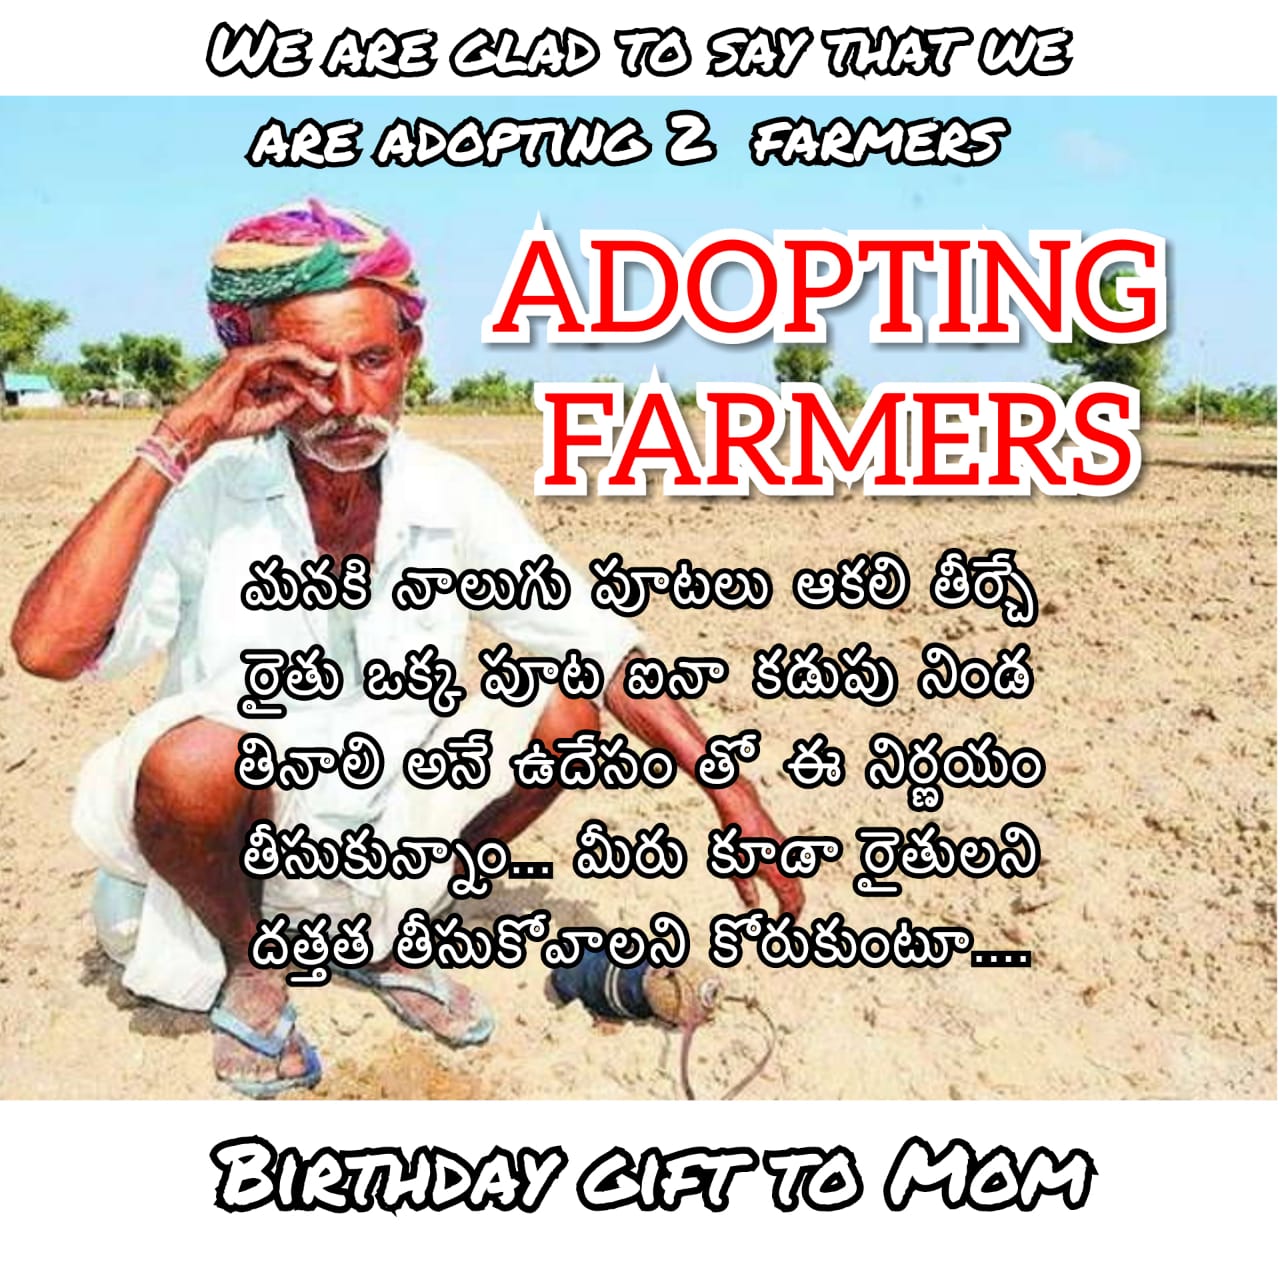 We are glad to say that we
are adopting 2 farmers
ADOPTING
FARMERS
మనకి నాలుగు పూటలు ఆకలి తీర్చే
రైతు ఒక్క పూట ఐనా కడుపు నిండ
తినాలి అనే ఉదేసం తో ఈ నిర్ణయం
తీసుకున్నాం... మీరు కూడా రైతులని
దత్తత తీసుకోవాలని కోరుకుంటూ....
Birthday gift to Mom